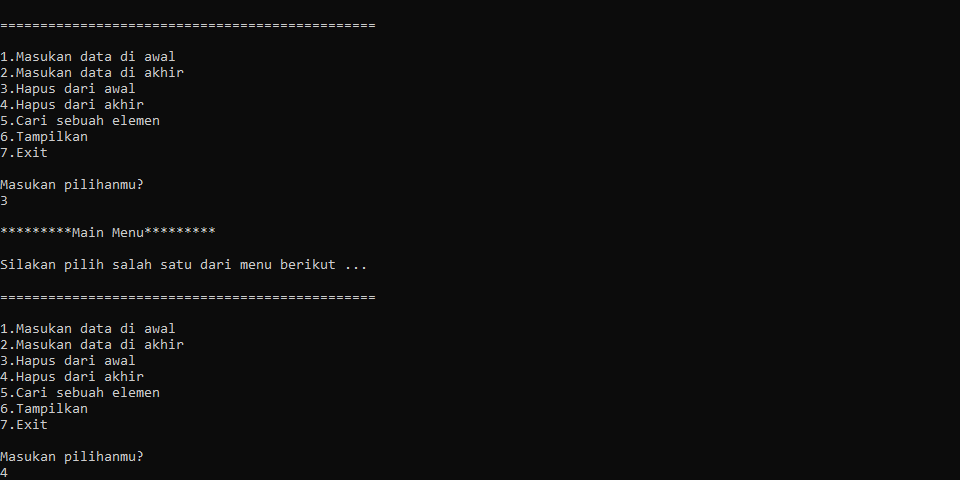 ===============================================
1.Masukan data di awal
2.Masukan data di akhir
3.Hapus dari awal
4.Hapus dari akhir
5.Cari sebuah elemen
6.Tampilkan
7.Exit
Masukan pilihanmu?
3
*********Main Menu*********
Silakan pilih salah satu dari menu berikut ...
===============================================
1.Masukan data di awal
2.Masukan data di akhir
3.Hapus dari awal
4.Hapus dari akhir
5.Cari sebuah elemen
6.Tampilkan
7.Exit
Masukan pilihanmu?
4